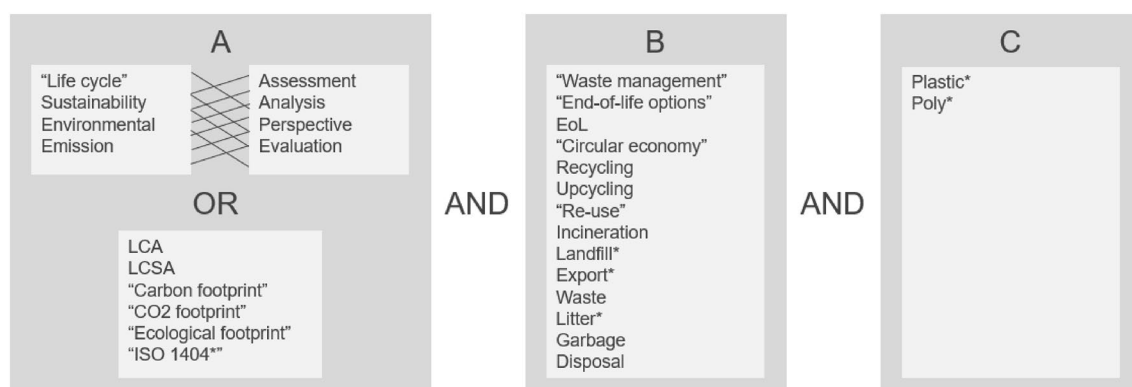 A
“Life cycle”
Sustainability
Environmental
Emission
Assessment
Analysis
Perspective
Evaluation
OR
LCA
LCSA
“Carbon footprint”
“CO2 footprint”
“Ecological footprint”
“ISO 1404*”
AND
B
“Waste management”
“End-of-life options”
EoL
“Circular economy”
Recycling
Upcycling
“Re-use”
Incineration
Landfill*
Export*
Waste
Litter*
Garbage
Disposal
AND
C
Plastic*
Poly*